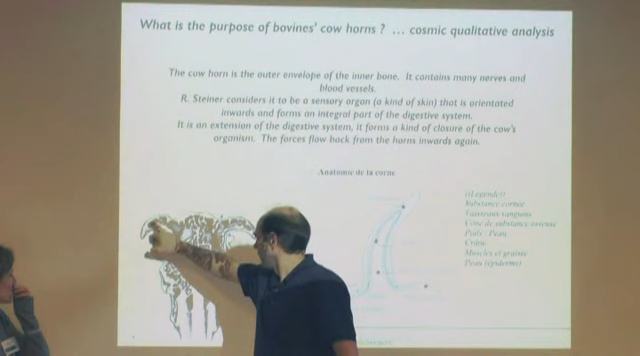 What is the purpose of bovines' cow horns ? ... cosmic qualitative analysis
The cow horn is the outer envelope of the inner bone. It contains many nerves and
blood vessels.
R. Steiner considers it to be a sensory organ (a kind of skin) that is orientated
inwards and forms an integral part of the digestive system.
It is an extension of the digestive system, it forms a kind of closure of the cow's
organism. The forces flow back from the horns inwards again.
Anatomie de la corne
Substance cornée
Vaisseaux sanguins
Cône de substance osseuse
Poils / Peau
Crâne
Muscles et graisse
Peau (épiderme)